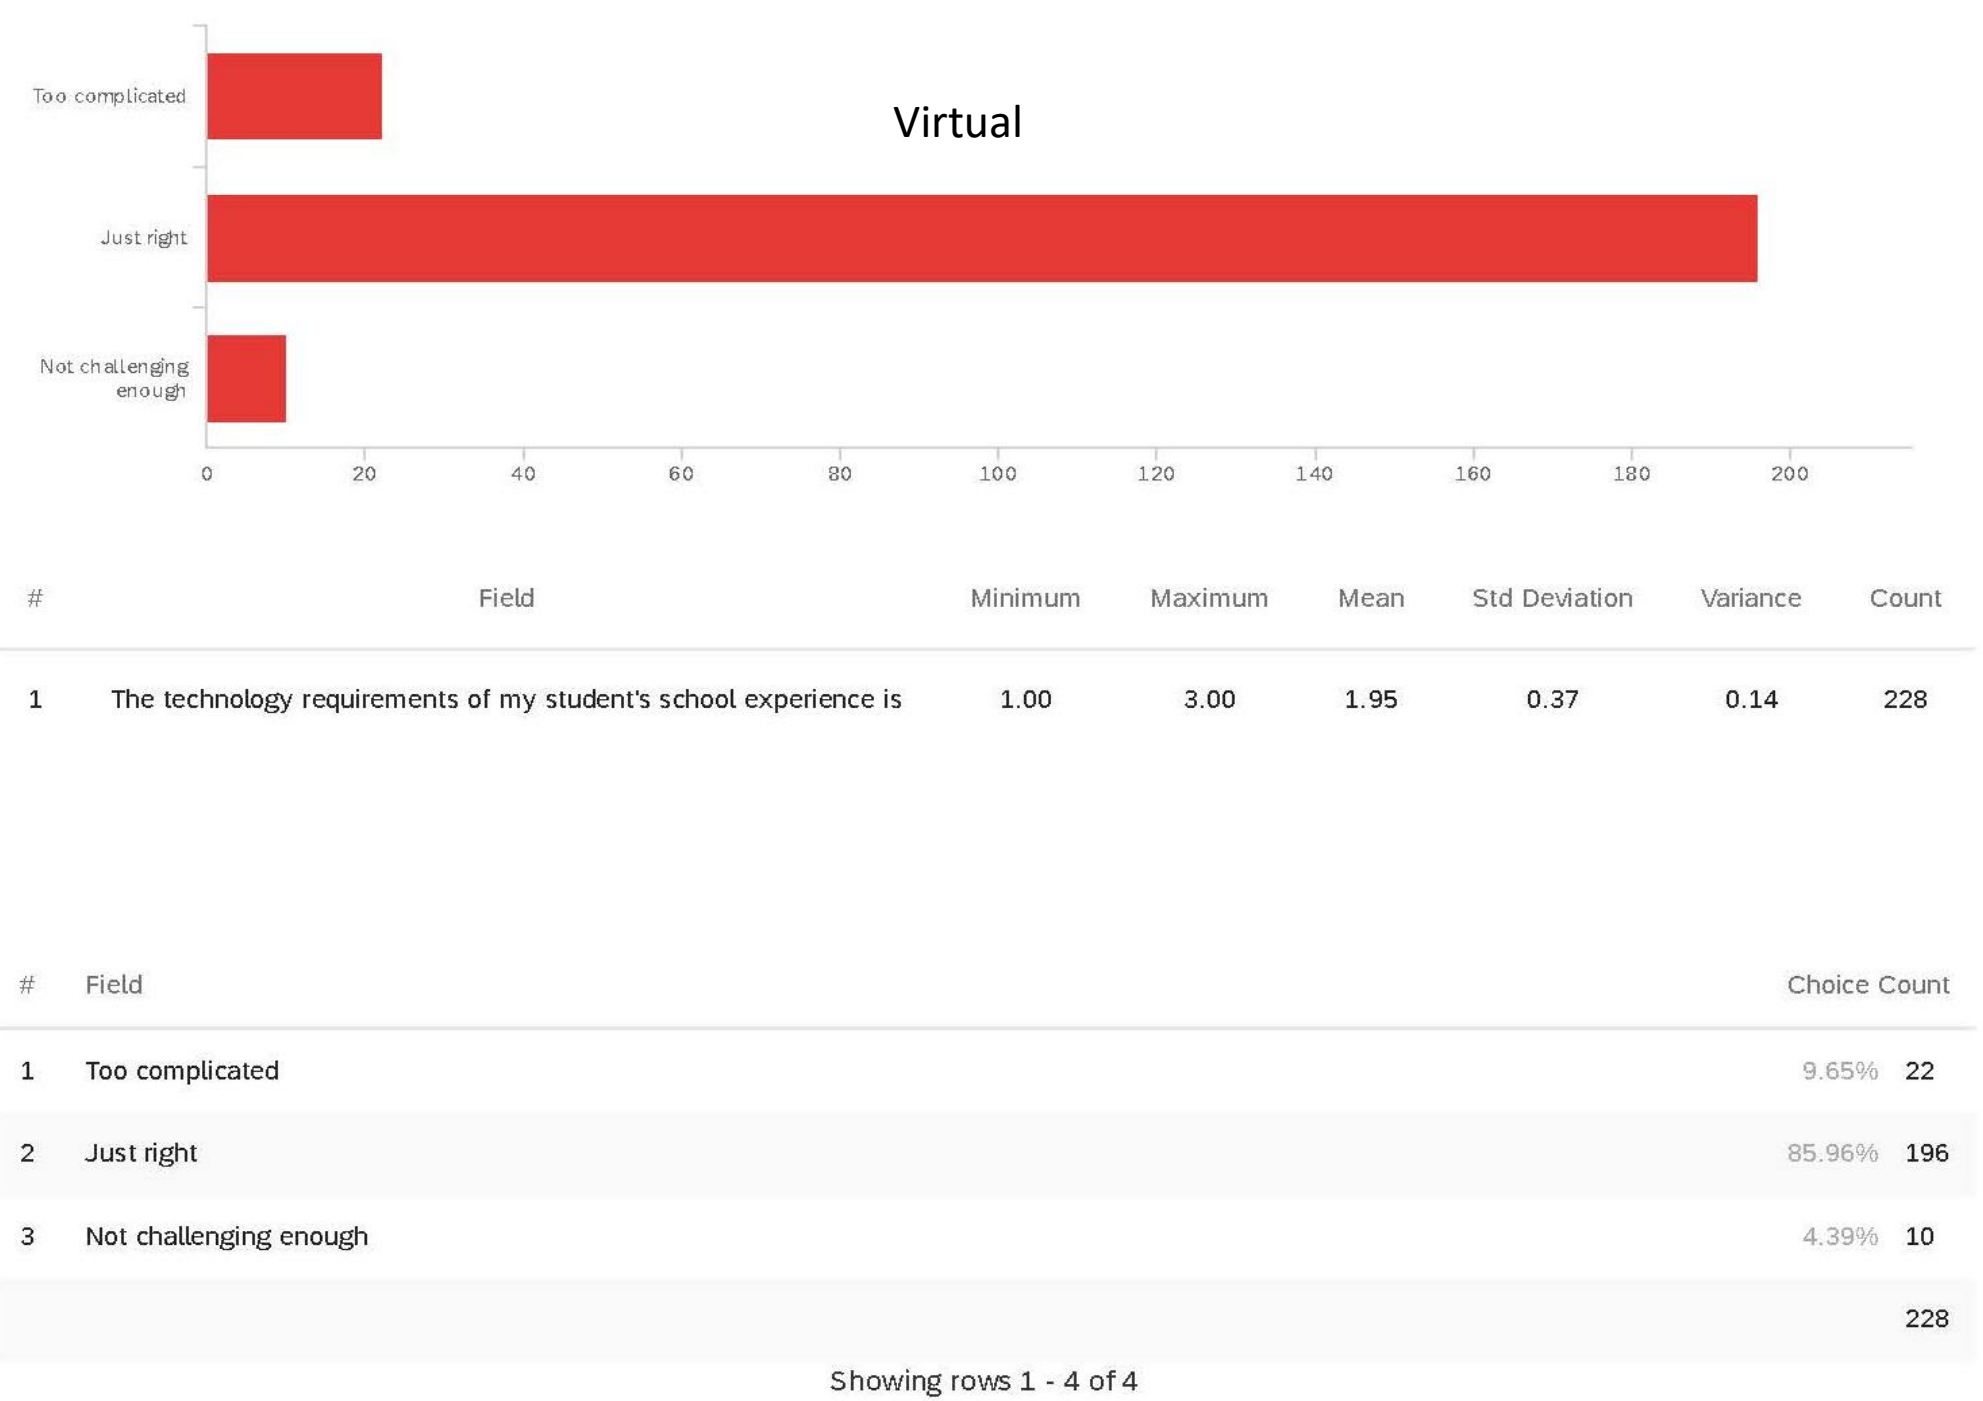 Too complicated
Virtual
Just right
Not challenging
enough
0 20 40 60 80 100 120 140 160 180 200
# Field Minimum Maximum Mean Std Deviation Variance Count
1 The technology requirements of my student's school experience is 1.00 3.00 1.95 0.37 0.14 228
# Field Choice Count
1 Too complicated 9.65% 22
2 Just right 85.96% 196
3 Not challenging enough 4.39% 10
228
Showing rows 1 - 4 of 4